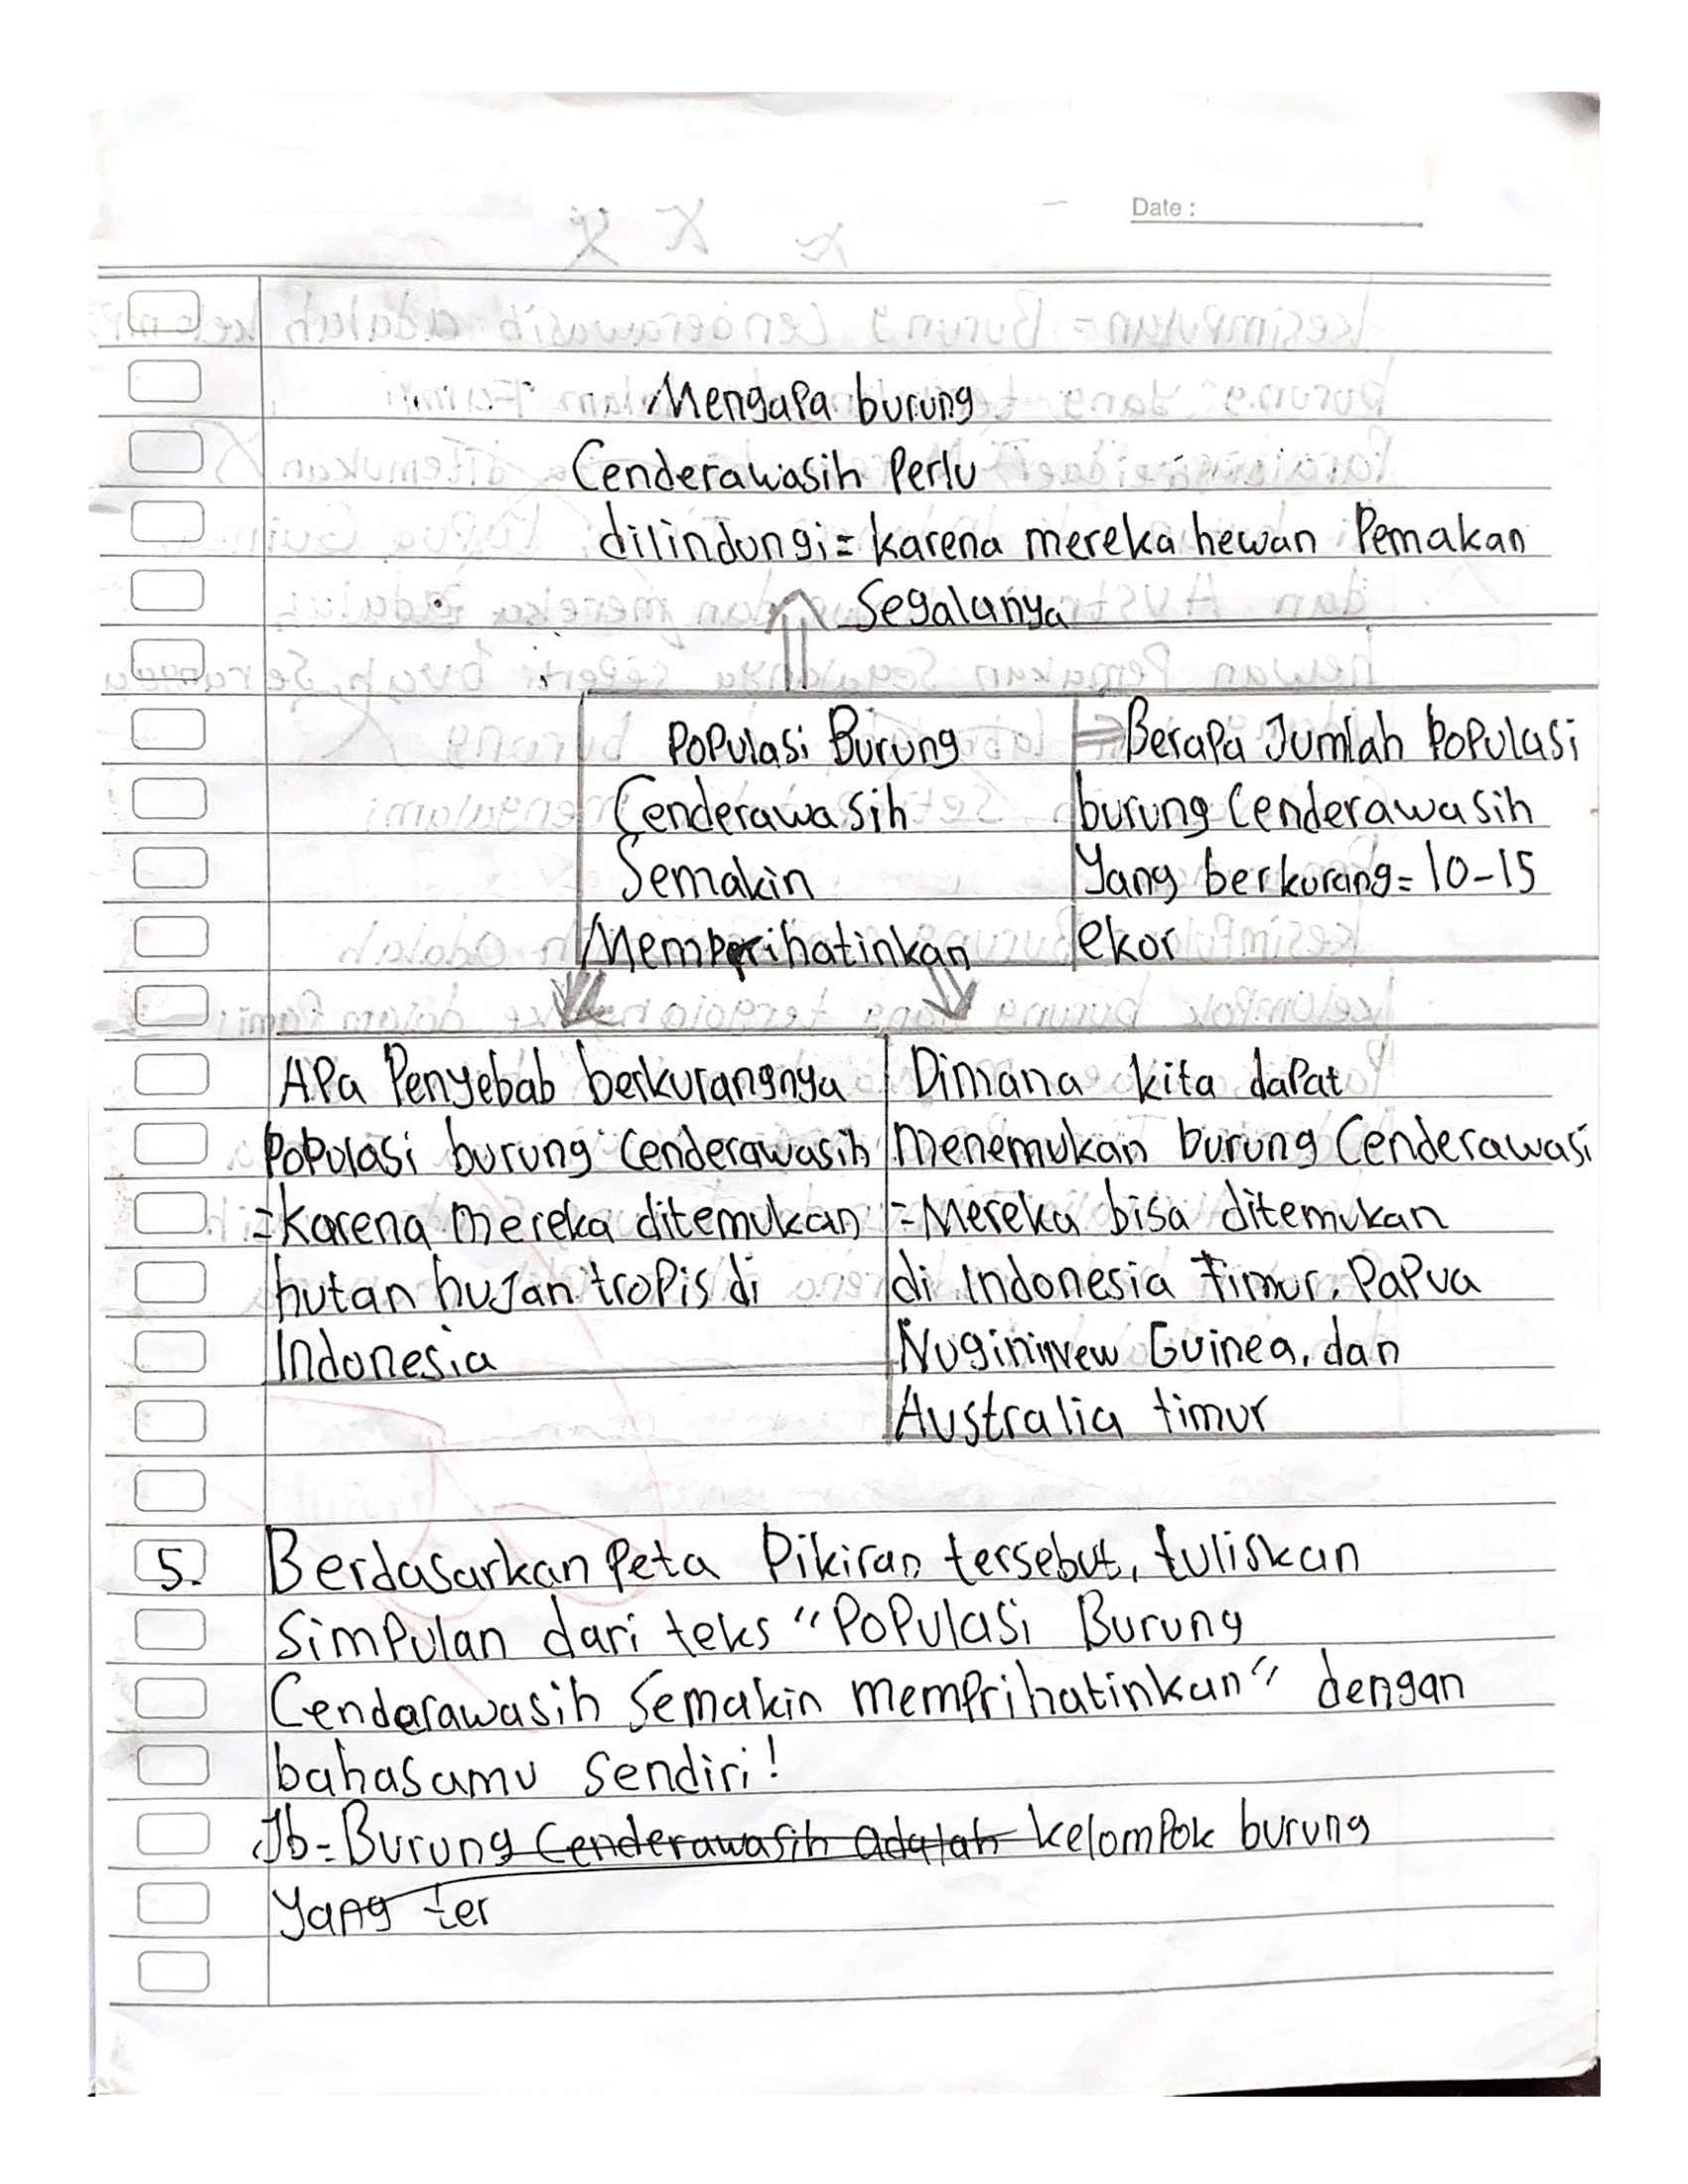 Date :
Mengapa burung
Cenderawasih Perlu
dilindungi = karena mereka hewan Pemakan
Segalanya
Populasi Burung
Cenderawasih
Semakin
Memperihatinkan
Berapa Jumlah Populasi
burung Cenderawasih
Yang berkurang = 10-15
ekor
Apa Penyebab berkurangnya
Populasi burung Cenderawasih
= Karena mereka ditemukan
hutan hujan tropis di
Indonesia
Dimana kita dapat
Menemukan burung Cenderawasi
= Mereka bisa ditemukan
di Indonesia Timur, Papua
Guinea, dan
Australia timur
5. Berdasarkan Peta Pikiran tersebut, tuliskan
Simpulan dari teks "Populasi Burung
Cenderawasih Semakin memprihatinkan" dengan
bahasamu sendiri!
Jb = Burung Cenderawasih adalah kelompok burung
yang ter